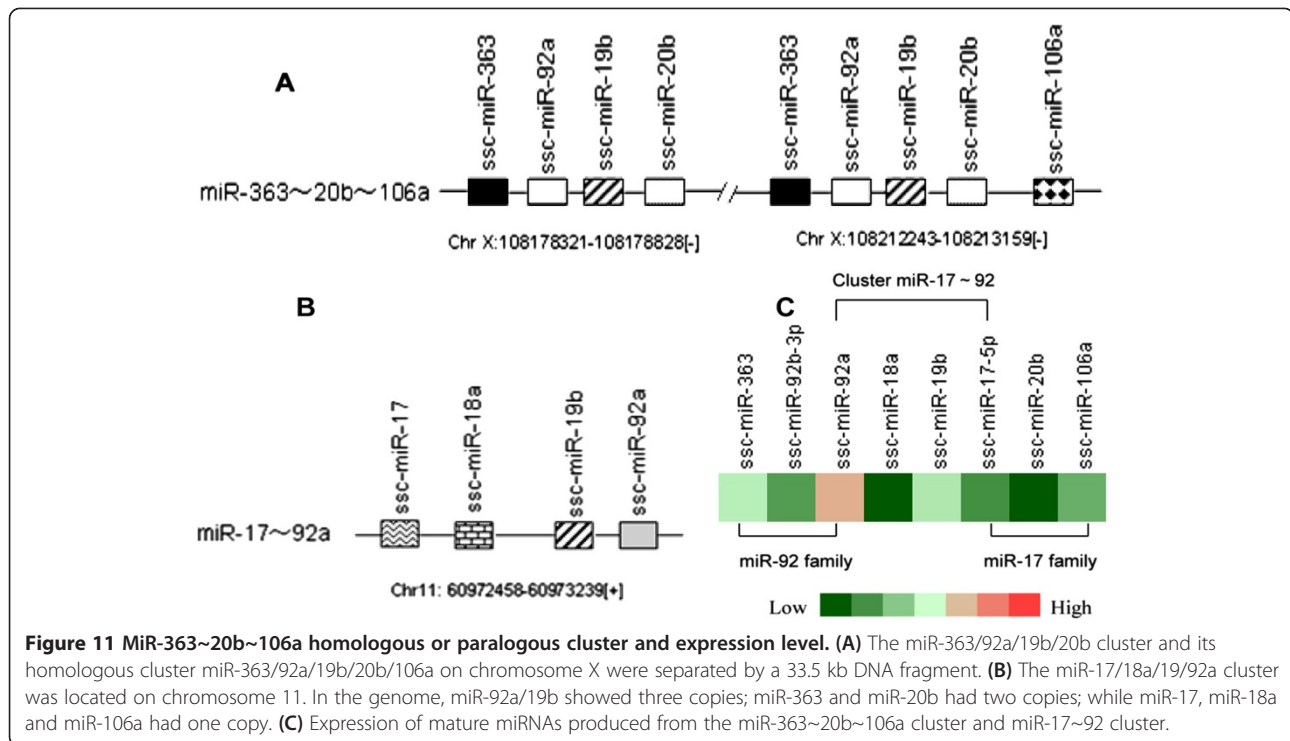 A
ssc-miR-363
ssc-miR-92a
ssc-miR-19b
ssc-miR-20b
ssc-miR-363
ssc-miR-92a
ssc-miR-19b
ssc-miR-20b
ssc-miR-106a
miR-363~20b~106a
Chr X:108178321-108178828[-]
Chr X:108212243-108213159[-]
B
ssc-miR-17
ssc-miR-18a
ssc-miR-19b
ssc-miR-92a
miR-17~92a
Chr11: 60972458-60973239[+]
C
Cluster miR-17 ~ 92
ssc-miR-363
ssc-miR-92b-3p
ssc-miR-92a
ssc-miR-18a
ssc-miR-19b
ssc-miR-17-5p
ssc-miR-20b
ssc-miR-106a
miR-92 family
miR-17 family
Low
High
Figure 11 MiR-363~20b~106a homologous or paralogous cluster and expression level. (A) The miR-363/92a/19b/20b cluster and its
homologous cluster miR-363/92a/19b/20b/106a on chromosome X were separated by a 33.5 kb DNA fragment. (B) The miR-17/18a/19/92a cluster
was located on chromosome 11. In the genome, miR-92a/19b showed three copies; miR-363 and miR-20b had two copies; while miR-17, miR-18a
and miR-106a had one copy. (C) Expression of mature miRNAs produced from the miR-363~20b~106a cluster and miR-17~92 cluster.